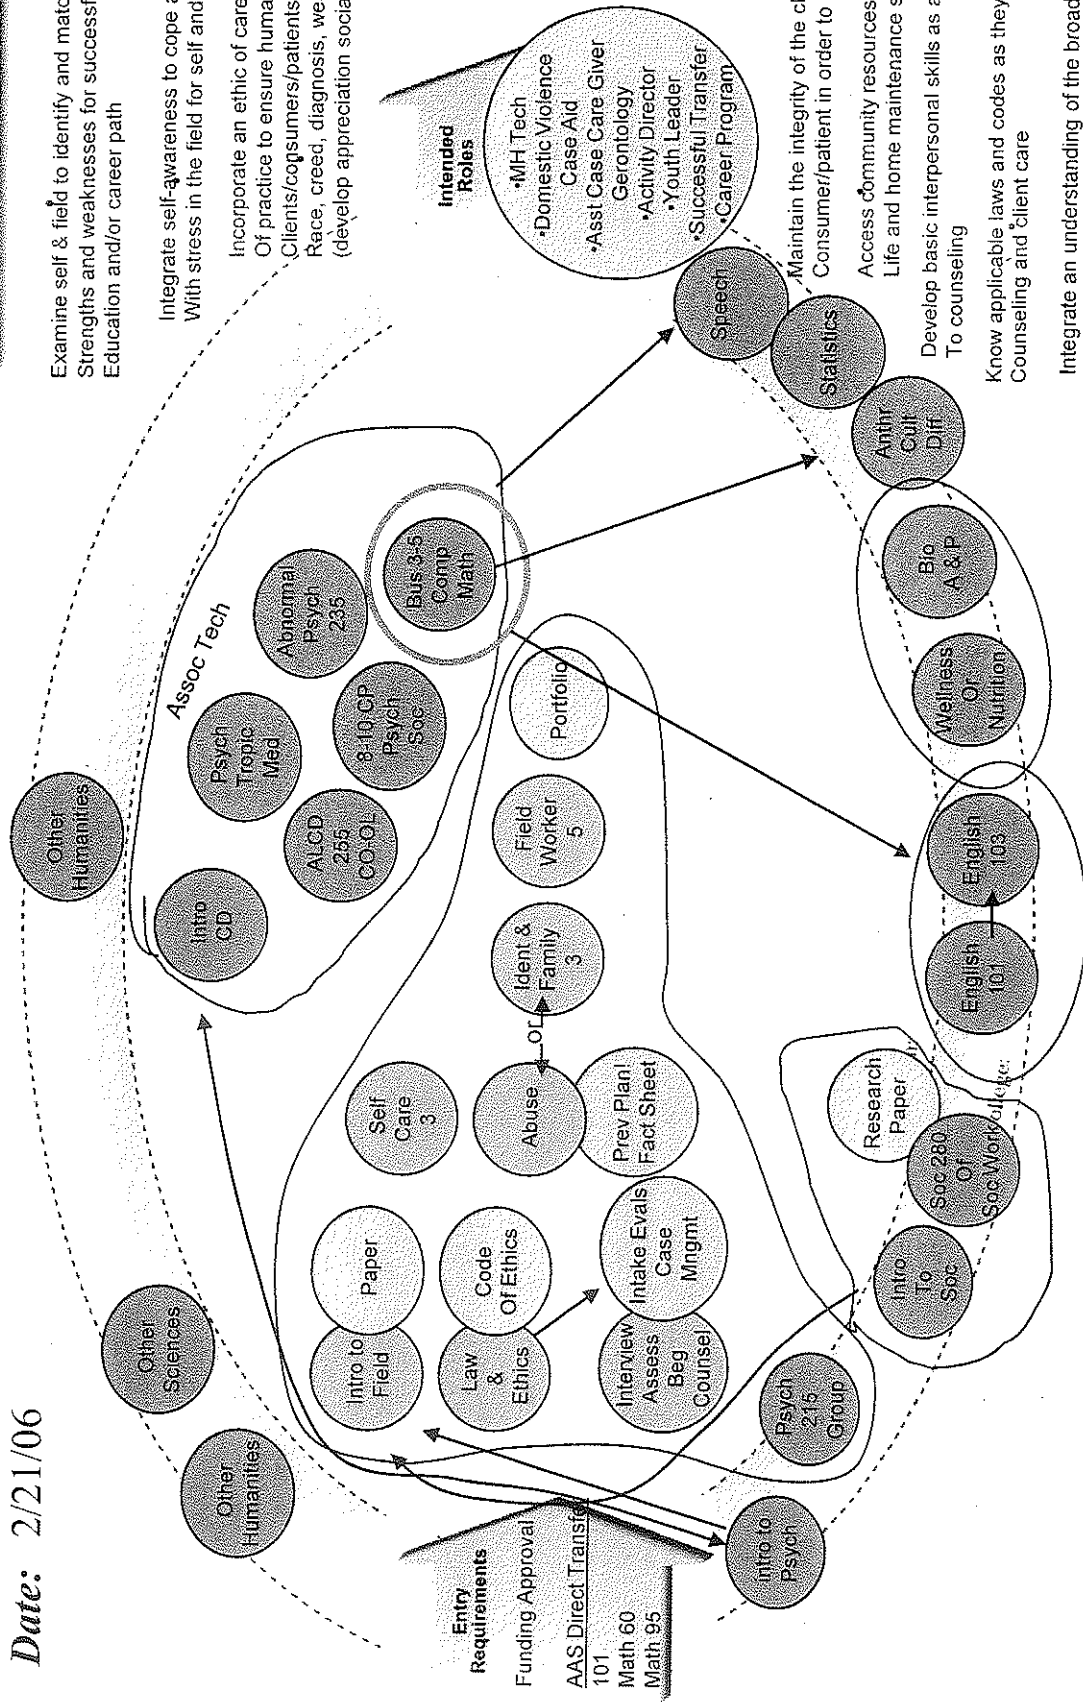 Date: 2/21/06
Examine self & field to identify and
Strengths and weaknesses for
Education and/or career path
Integrate self-awareness to cope
With stress in the field for self and
Incorporate an ethic of care
Of practice to ensure
Clients/consumers/patients
Race, creed, diagnosis,
(develop appreciation
Other
Humanities
Other
Sciences
Other
Humanities
Assoc Tech
Intro
CD
Psych
Tropic
Med
Abnormal
Psych
235
ALCD
255
CO-OL
8-10 CP
Psych
Soc
Bus 3-5
Comp
Math
Intended
Roles
•MH Tech
•Domestic Violence
Case Aid
•Asst Case Care Giver
Gerontology
•Activity Director
•Youth Leader
•Successful Transfer
•Career Program
Entry
Requirements
Funding Approval
AAS Direct
101
Math 60
Math 95
Intro to
Field
Paper
Law
&
Ethics
Code
Of Ethics
Interview
Assess
Beg
Counsel
Intake Evals
Case
Mngmt
Self
Care
3
Abuse
or
Ident &
Family
3
Prev Plan!
Fact Sheet
Field
Worker
5
Portfolio
Intro to
Psych
Psych
215
Group
Intro
To
Soc
Soc 280
Of
Soc Work
Research
Paper
English
101
English
103
Wellness
Or
Nutrition
Bio
A & P
Anthr
Cult
Diff
Statistics
Speech
Maintain the integrity of the
Consumer/patient in order to
Access community resources
Life and home maintenance
Develop basic interpersonal skills as
To counseling
Know applicable laws and codes as they
Counseling and client care
Integrate an understanding of the broad